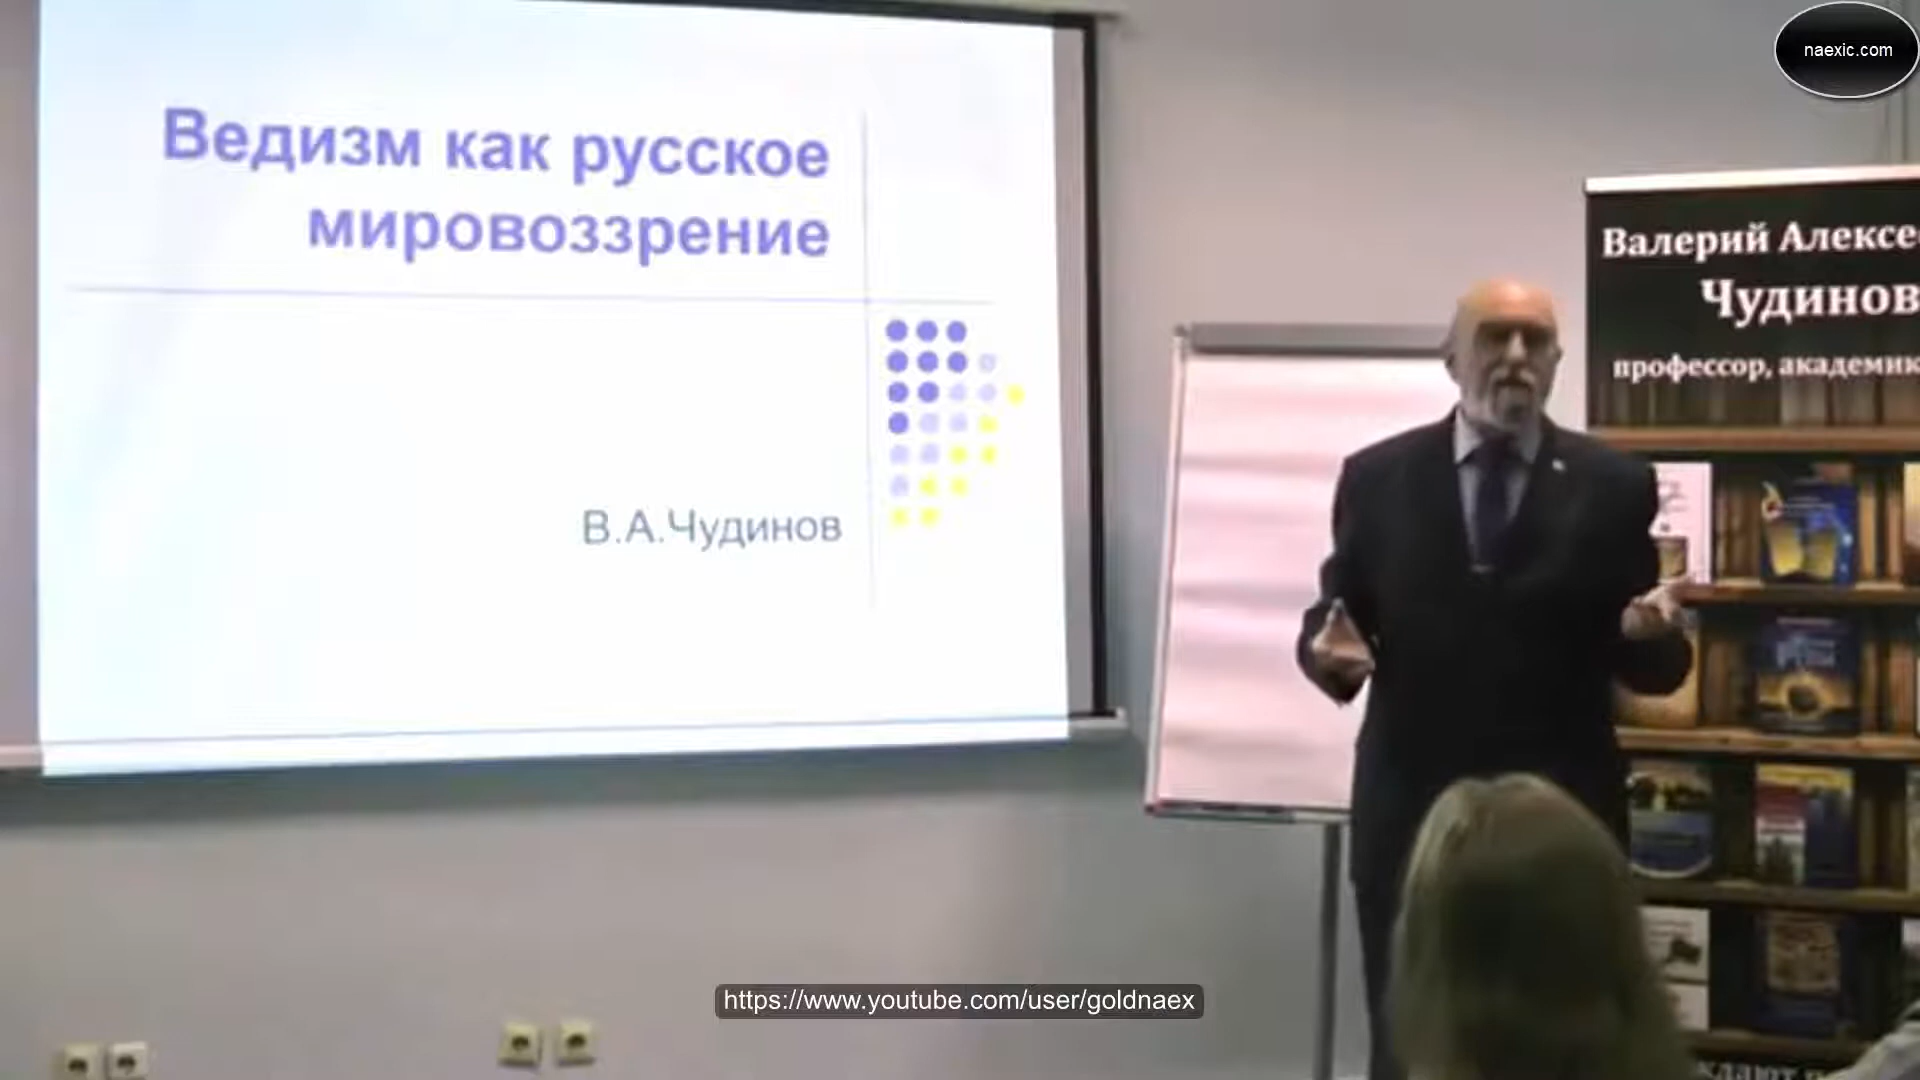 naexic.com
Ведизм как русское
мировоззрение
В.А.Чудинов
Валерий Алексе
Чудинов
профессор, академик
https://www.youtube.com/user/goldnaex